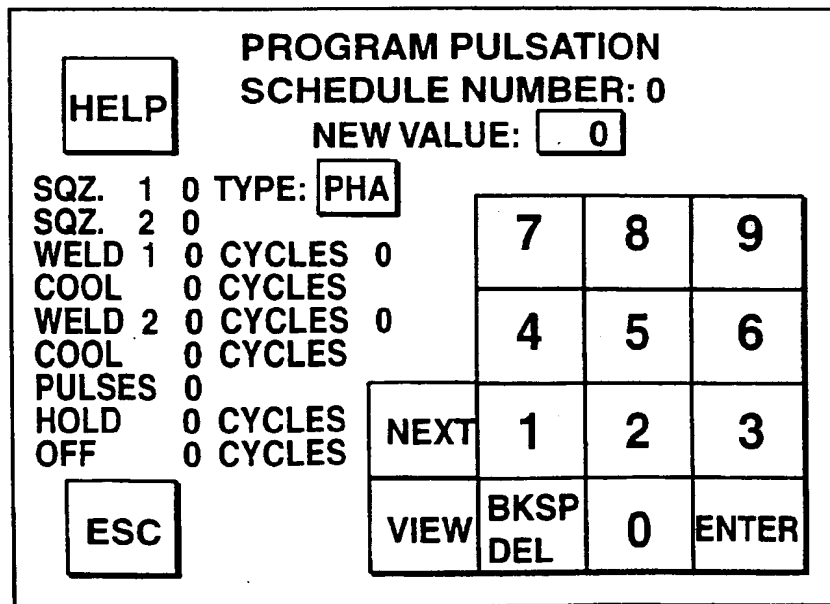 PROGRAM PULSATION
SCHEDULE NUMBER: 0
HELP
NEW VALUE: 0
SQZ. 1 0 TYPE: PHA
SQZ. 2 0
WELD 1 0 CYCLES 0
COOL 0 CYCLES
WELD 2 0 CYCLES 0
COOL 0 CYCLES
PULSES 0
HOLD 0 CYCLES
OFF 0 CYCLES
ESC
7 8 9
4 5 6
NEXT 1 2 3
VIEW BKSP DEL 0 ENTER